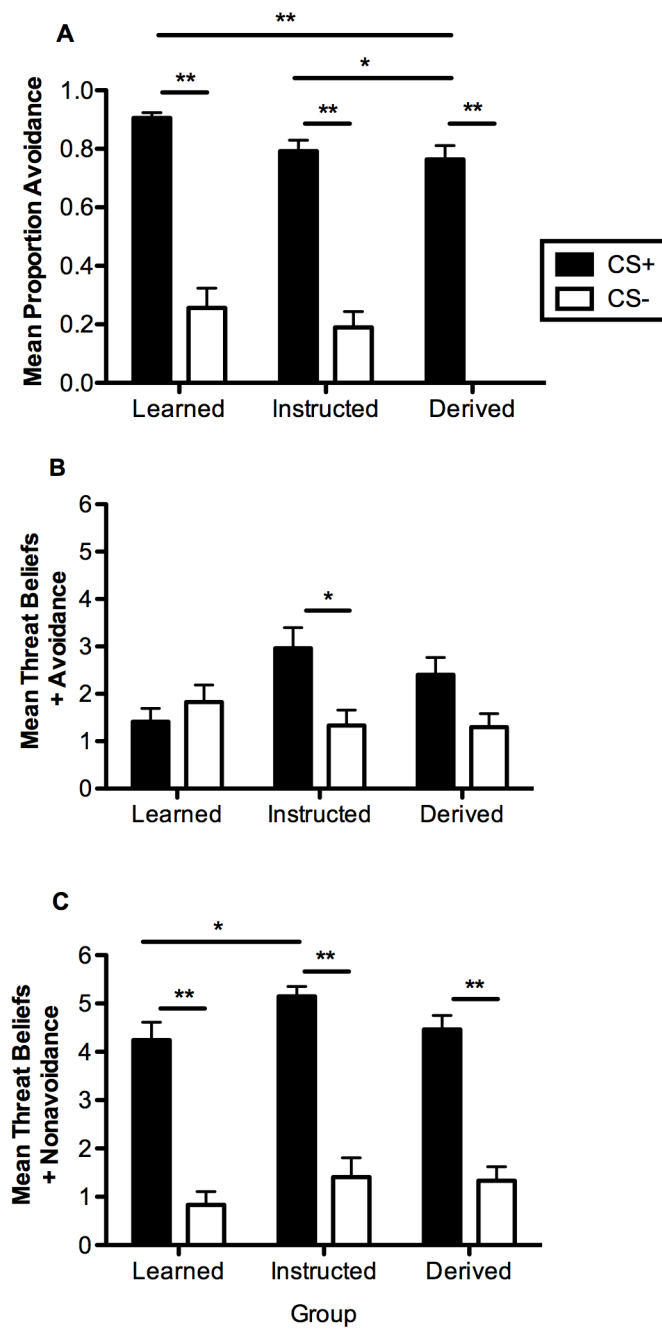 A
**
*
**
**
**
1.0
0.8
0.6
0.4
0.2
0.0
Mean Proportion Avoidance
CS+
CS-
Learned Instructed Derived
B
6
5
4
3
2
1
0
*
Mean Threat Beliefs
+ Avoidance
Learned Instructed Derived
C
*
**
**
**
6
5
4
3
2
1
0
Mean Threat Beliefs
+ Nonavoidance
Learned Instructed Derived
Group